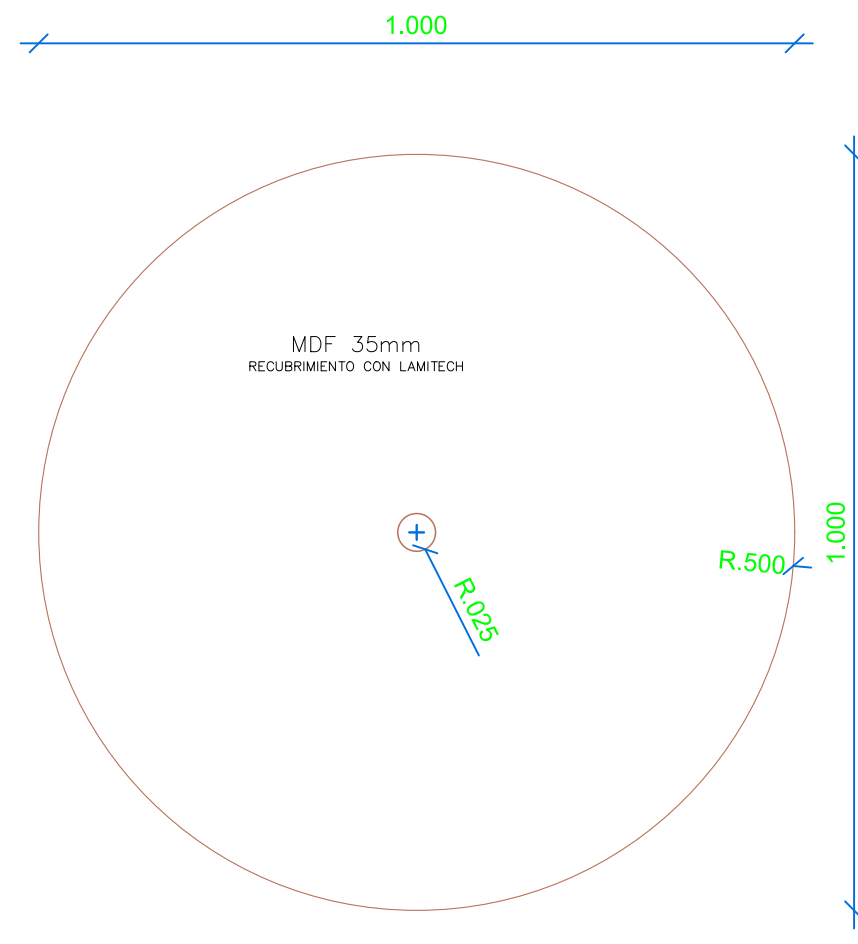 1.000
MDF 35mm
RECUBRIMIENTO CON LAMITECH
1.000
R.500
R.025